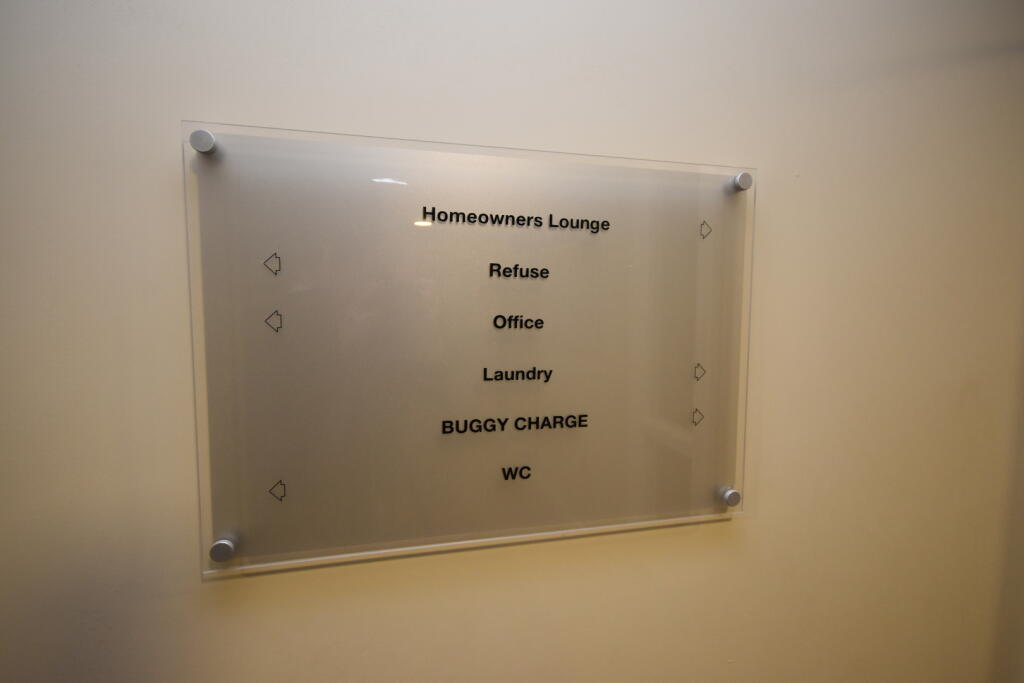 Homeowners Lounge
Refuse
Office
Laundry
BUGGY CHARGE
WC